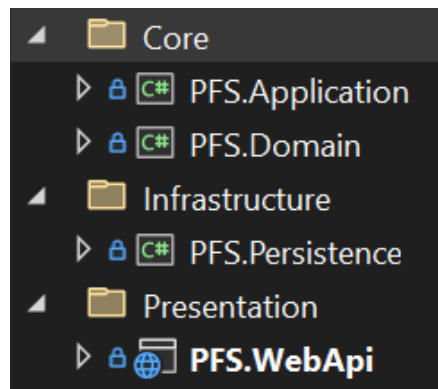 Core
C# PFS.Application
C# PFS.Domain
Infrastructure
C# PFS.Persistence
Presentation
PFS.WebApi